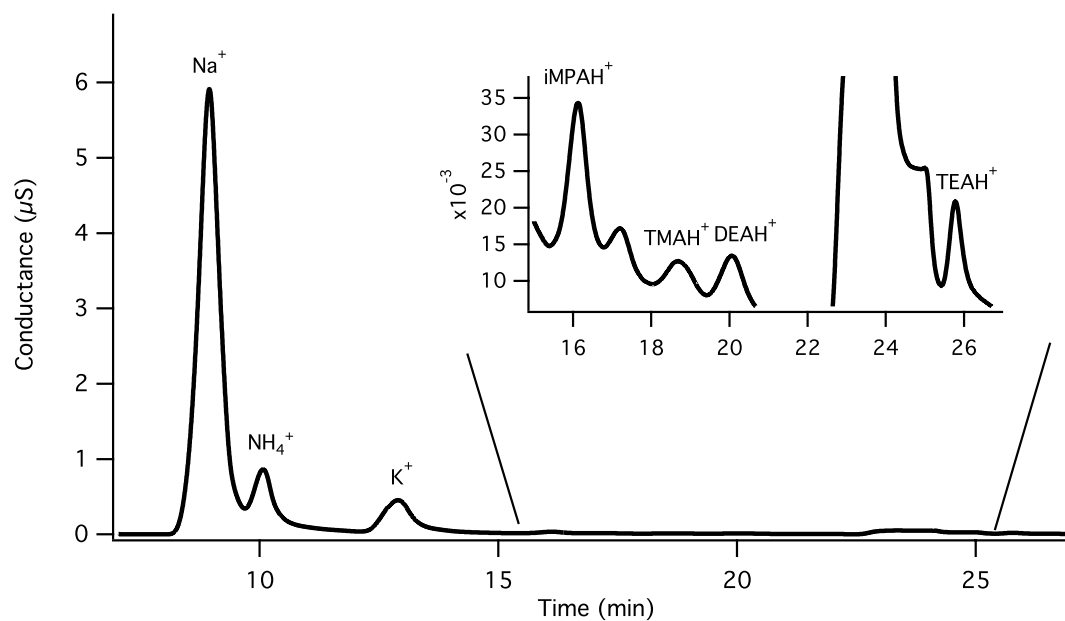 Na⁺
6
5
4
3
2
1
0
Conductance (µS)
NH₄⁺
K⁺
10
15
20
25
Time (min)
iMPAH⁺
35
30
25
20
15
10
x10⁻³
TMAH⁺ DEAH⁺
TEAH⁺
16
18
20
22
24
26